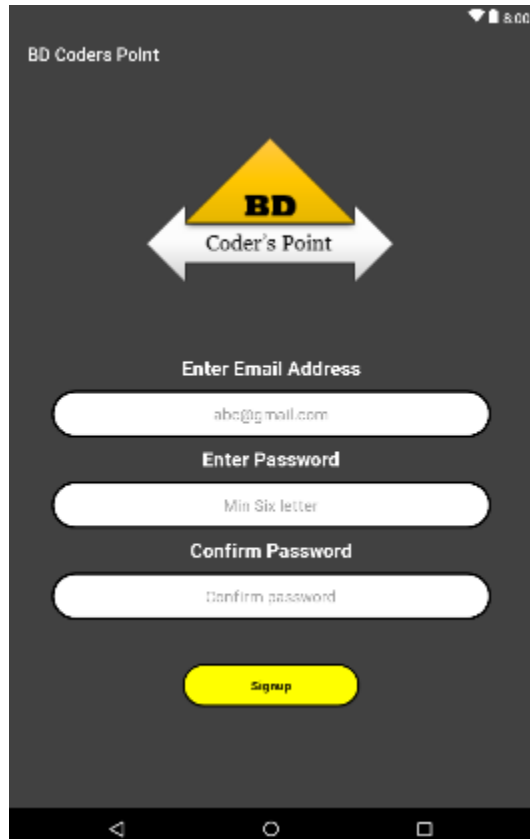 8:00
BD Coders Point
BD
Coder's Point
Enter Email Address
abc@gmail.com
Enter Password
Min Six letter
Confirm Password
Confirm password
Signup